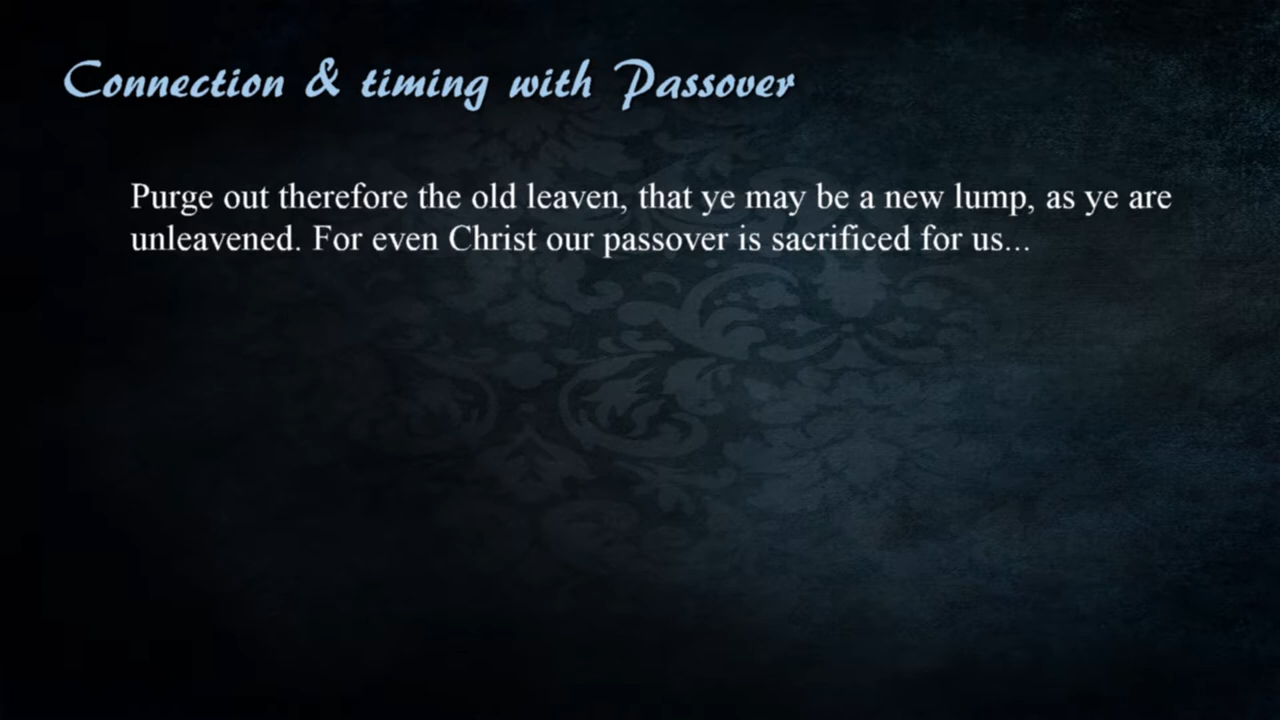 Connection & timing with Passover
Purge out therefore the old leaven, that ye may be a new lump, as ye are
unleavened. For even Christ our passover is sacrificed for us...